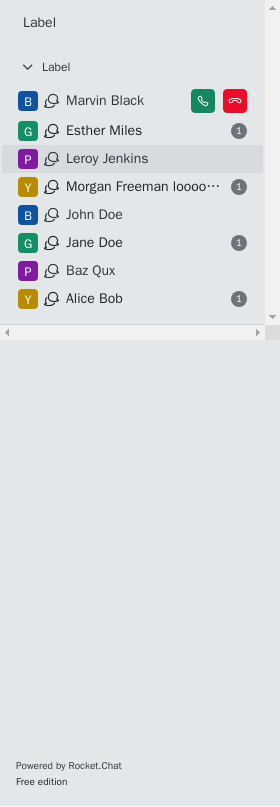 Label
Label
B Marvin Black
G Esther Miles 1
P Leroy Jenkins
Y Morgan Freeman loooo… 1
B John Doe
G Jane Doe 1
P Baz Qux
Y Alice Bob 1
Powered by Rocket.Chat
Free edition